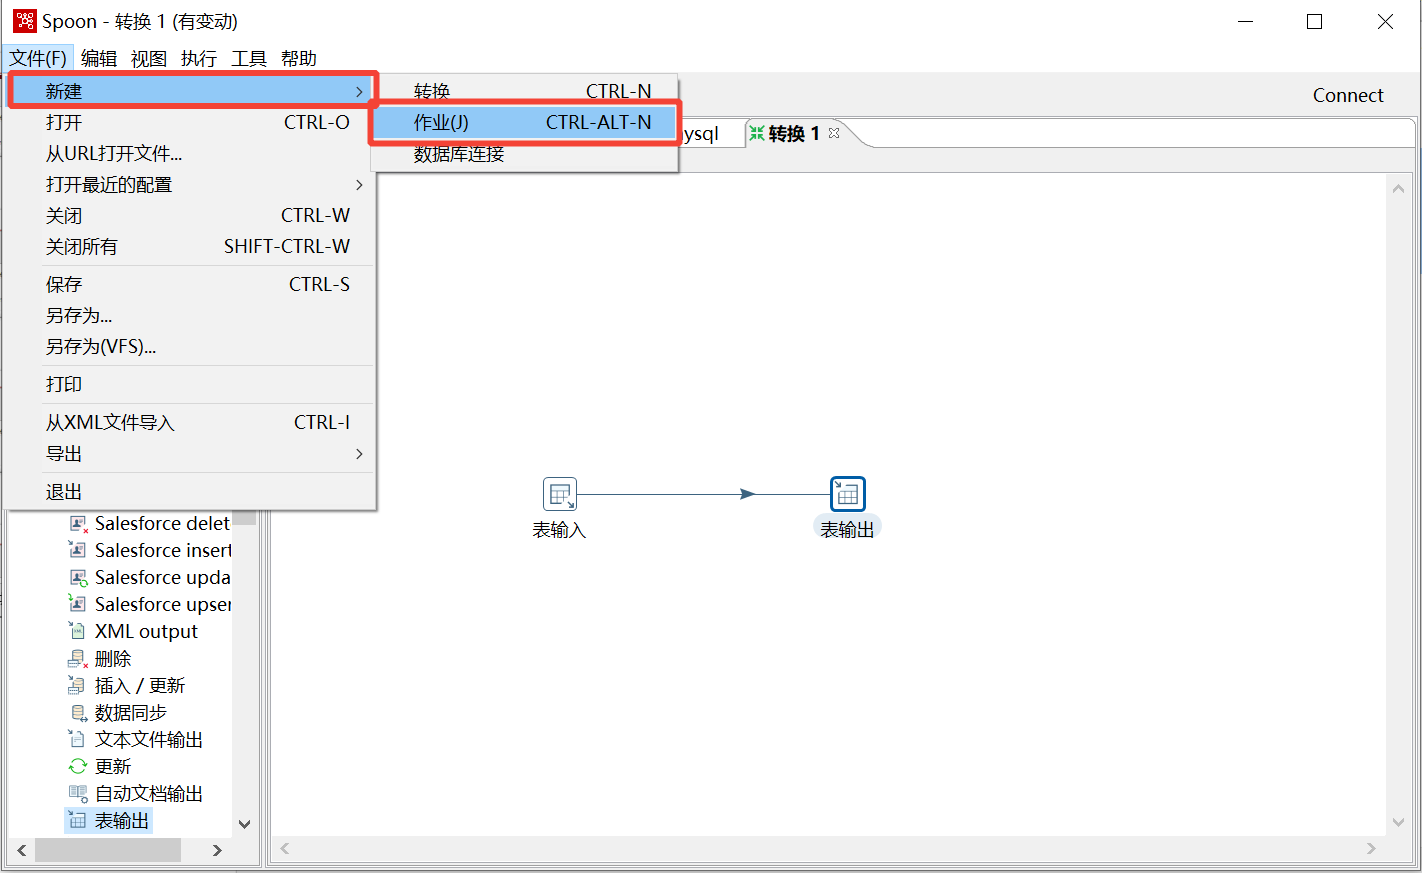 Spoon - 转换 1 (有变动)
文件(F) 编辑 视图 执行 工具 帮助
新建
打开 CTRL-O
从URL打开文件...
打开最近的配置
关闭 CTRL-W
关闭所有 SHIFT-CTRL-W
保存 CTRL-S
另存为...
另存为(VFS)...
打印
从XML文件导入 CTRL-I
导出
退出
转换 CTRL-N
作业(J) CTRL-ALT-N
数据库连接
Connect
ysql
转换 1
表输入
表输出
Salesforce delet
Salesforce insert
Salesforce upda
Salesforce upser
XML output
删除
插入 / 更新
数据同步
文本文件输出
更新
自动文档输出
表输出